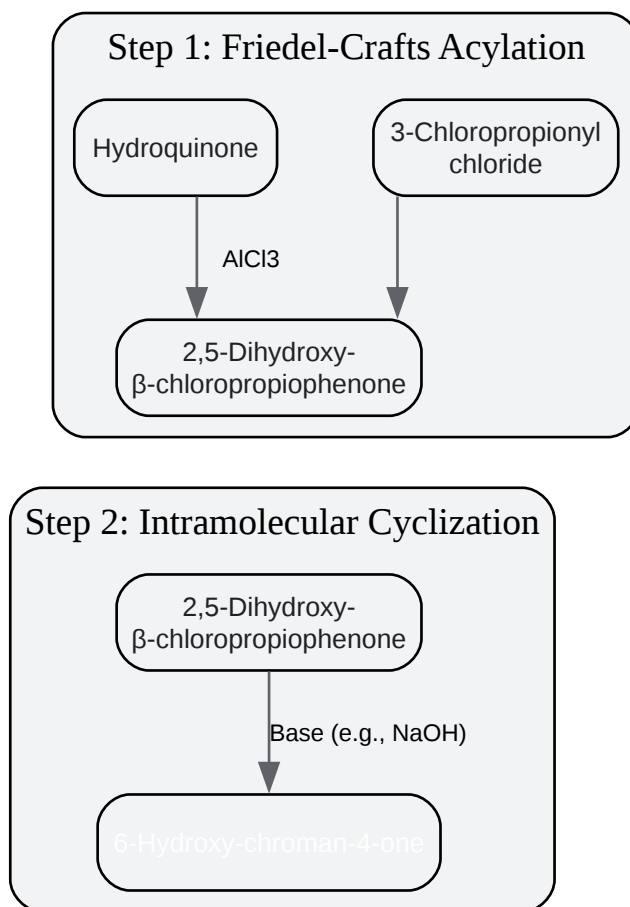 Step 1: Friedel-Crafts Acylation
Hydroquinone
3-Chloropropionyl
chloride
AlCl3
2,5-Dihydroxy-
β-chloropropiophenone
Step 2: Intramolecular Cyclization
2,5-Dihydroxy-
β-chloropropiophenone
Base (e.g., NaOH)
6-Hydroxy-chroman-4-one